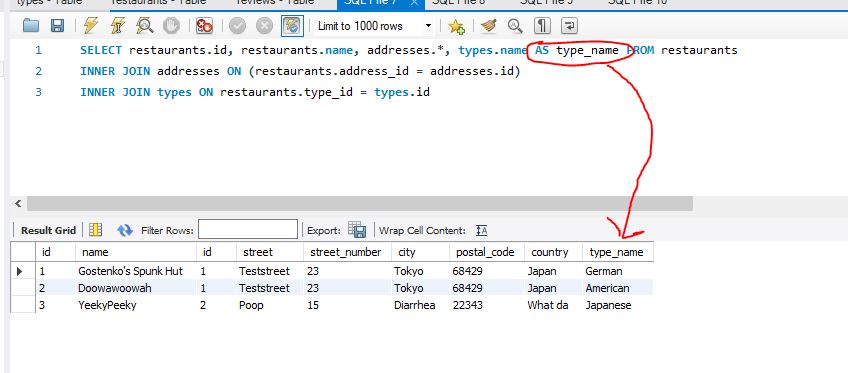 types - Table restaurants - Table reviews - Table SQL File 7 SQL File 8 SQL File 9 SQL File 10
Limit to 1000 rows
1 SELECT restaurants.id, restaurants.name, addresses.*, types.name AS type_name FROM restaurants
2 INNER JOIN addresses ON (restaurants.address_id = addresses.id)
3 INNER JOIN types ON restaurants.type_id = types.id
Result Grid Filter Rows: Export: Wrap Cell Content:
id name id street street_number city postal_code country type_name
1 Gostenko's Spunk Hut 1 Teststreet 23 Tokyo 68429 Japan German
2 Doowawoowah 1 Teststreet 23 Tokyo 68429 Japan American
3 YeekyPeeky 2 Poop 15 Diarrhea 22343 What da Japanese